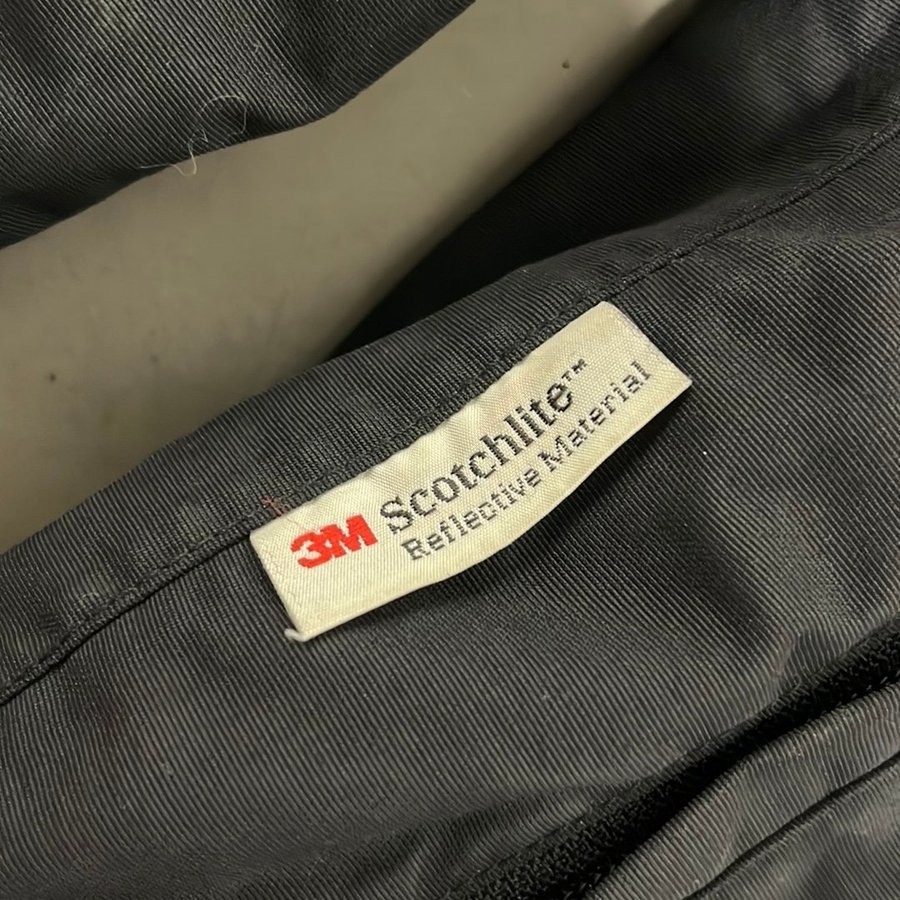 3M Scotchlite™
Reflective Material